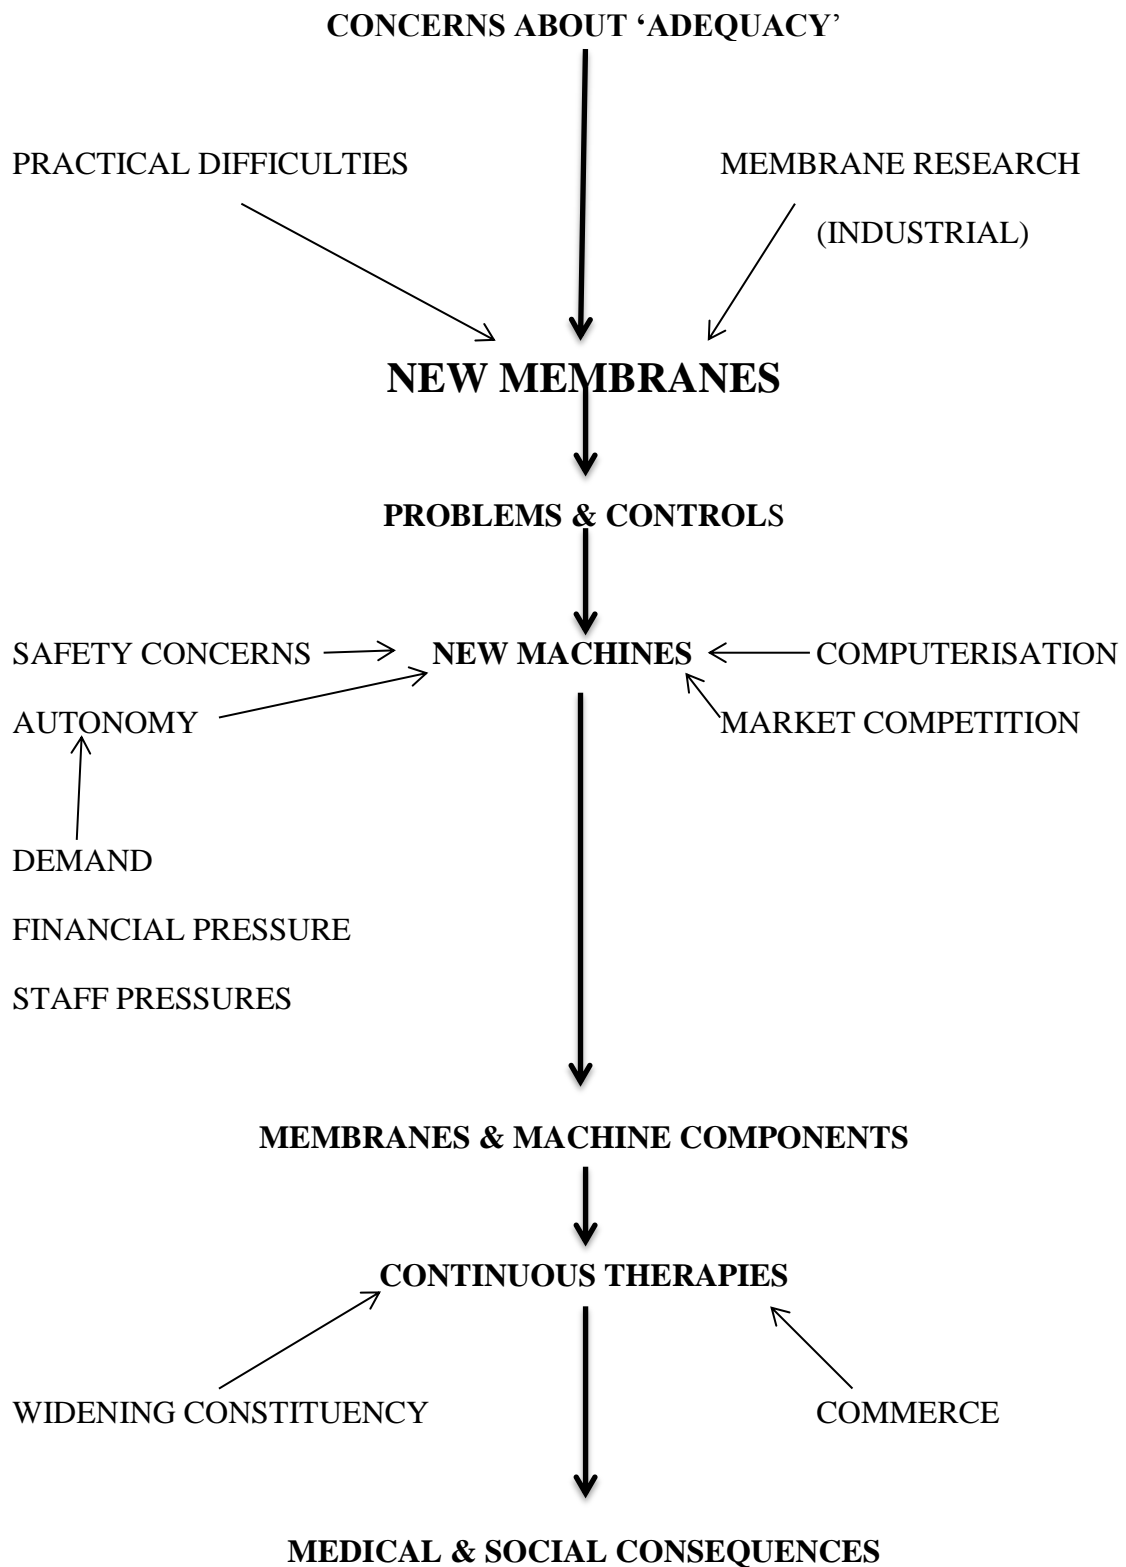 CONCERNS ABOUT ‘ADEQUACY’
PRACTICAL DIFFICULTIES MEMBRANE RESEARCH
(INDUSTRIAL)
NEW MEMBRANES
PROBLEMS & CONTROLS
SAFETY CONCERNS NEW MACHINES COMPUTERISATION
AUTONOMY MARKET COMPETITION
DEMAND
FINANCIAL PRESSURE
STAFF PRESSURES
MEMBRANES & MACHINE COMPONENTS
CONTINUOUS THERAPIES
WIDENING CONSTITUENCY COMMERCE
MEDICAL & SOCIAL CONSEQUENCES